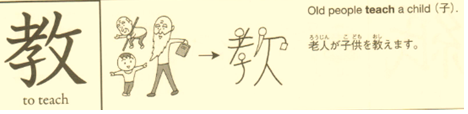 教
to teach
教
Old people teach a child (子).
ろうじん こ ども おし
老人が子供を教えます。